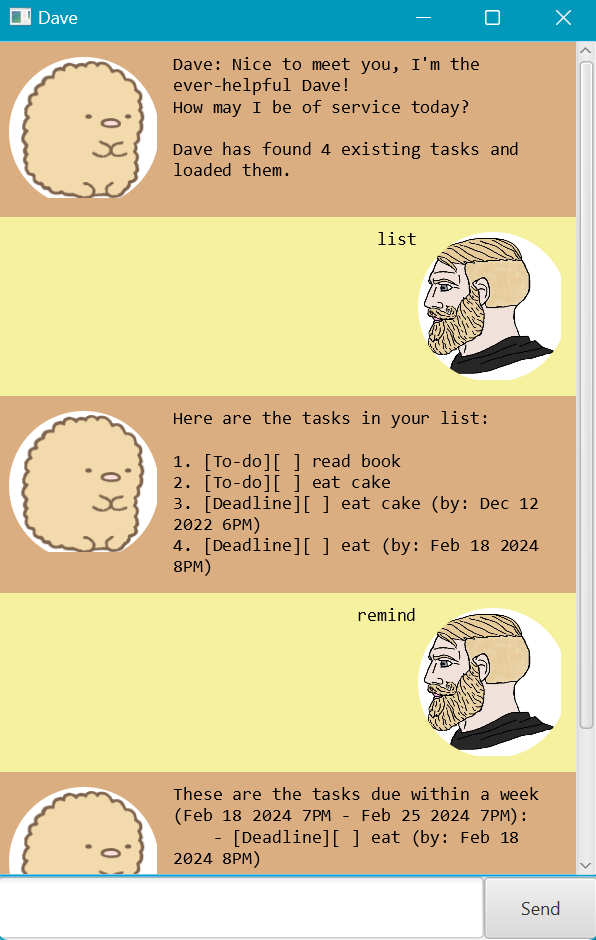 Dave
Dave: Nice to meet you, I'm the
ever-helpful Dave!
How may I be of service today?
Dave has found 4 existing tasks and
loaded them.
list
Here are the tasks in your list:
1. [To-do][ ] read book
2. [To-do][ ] eat cake
3. [Deadline][ ] eat cake (by: Dec 12
2022 6PM)
4. [Deadline][ ] eat (by: Feb 18 2024
8PM)
remind
These are the tasks due within a week
(Feb 18 2024 7PM - Feb 25 2024 7PM):
- [Deadline][ ] eat (by: Feb 18
2024 8PM)
Send